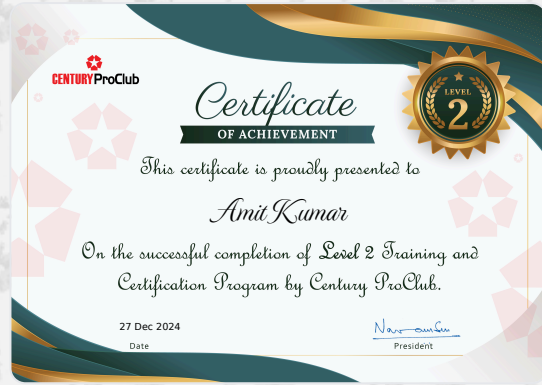 CENTURY ProClub
Certificate
OF ACHIEVEMENT
LEVEL
2
This certificate is proudly presented to
Amit Kumar
On the successful completion of Level 2 Training and
Certification Program by Century ProClub.
27 Dec 2024
Date
President